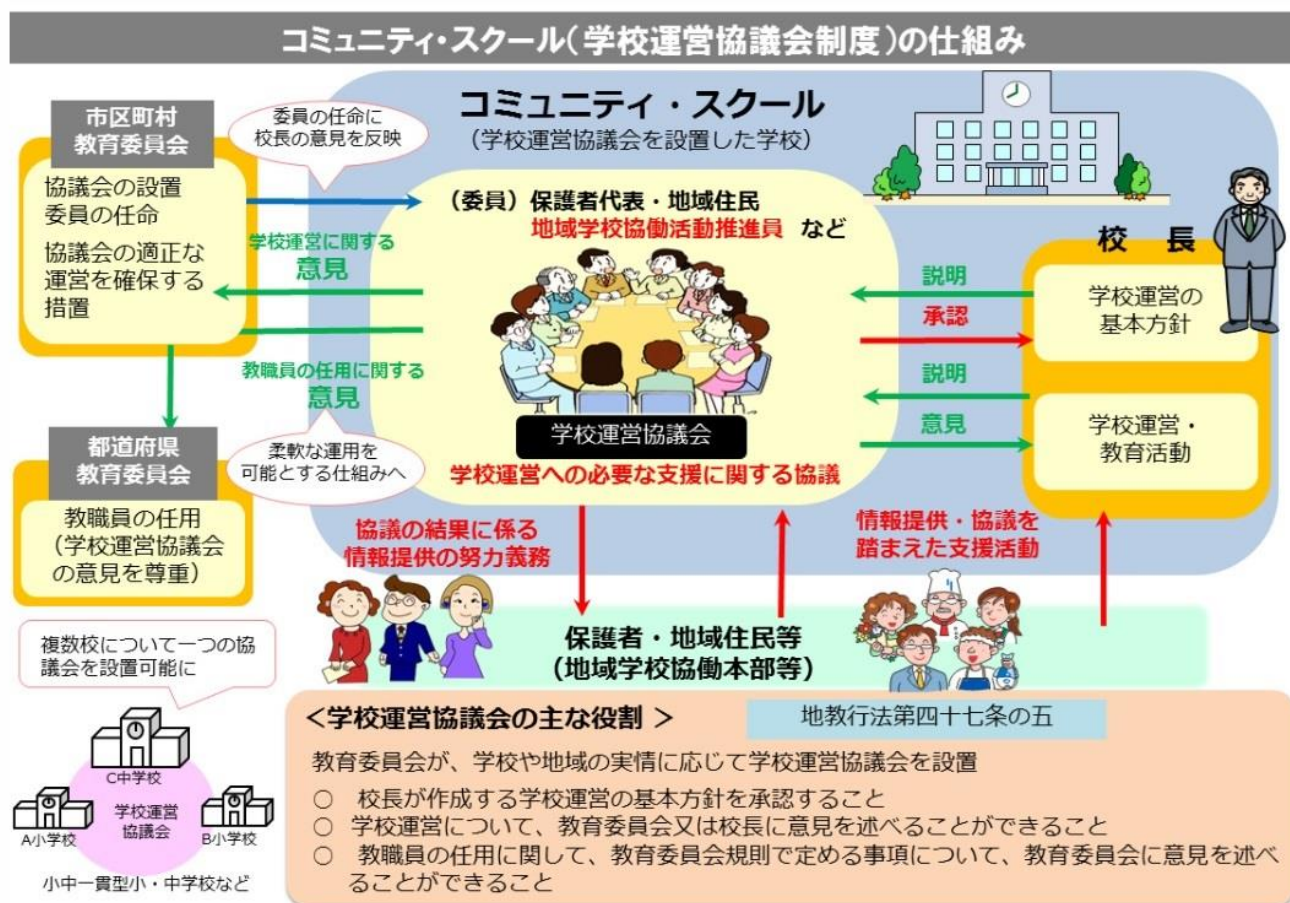 コミュニティ・スクール（学校運営協議会制度）の仕組み
市区町村
教育委員会
協議会の設置
委員の任命
協議会の適正な
運営を確保する
措置
委員の任命に
校長の意見を反映
コミュニティ・スクール
（学校運営協議会を設置した学校）
（委員）保護者代表・地域住民
地域学校協働活動推進員 など
学校運営に関する
意見
教職員の任用に関する
意見
柔軟な運用を
可能とする仕組みへ
学校運営協議会
学校運営への必要な支援に関する協議
校 長
学校運営の
基本方針
説明
承認
説明
意見
学校運営・
教育活動
都道府県
教育委員会
教職員の任用
（学校運営協議会
の意見を尊重）
協議の結果に係る
情報提供の努力義務
情報提供・協議を
踏まえた支援活動
保護者・地域住民等
（地域学校協働本部等）
複数校について一つの協
議会を設置可能に
C中学校
A小学校
学校運営
協議会
B小学校
小中一貫型小・中学校など
＜学校運営協議会の主な役割 ＞
地教行法第四十七条の五
教育委員会が、学校や地域の実情に応じて学校運営協議会を設置
○ 校長が作成する学校運営の基本方針を承認すること
○ 学校運営について、教育委員会又は校長に意見を述べることができること
○ 教職員の任用に関して、教育委員会規則で定める事項について、教育委員会に意見を述べ
ることができること